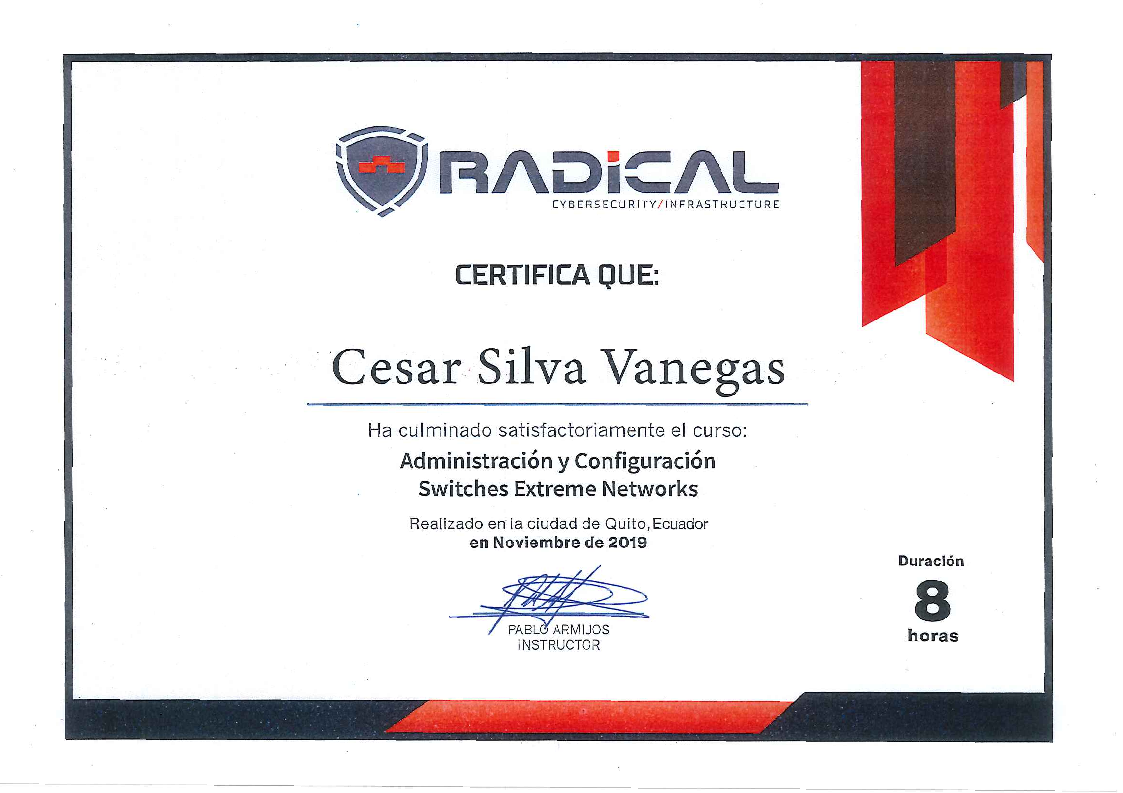 RADiCAL
CYBERSECURITY/INFRASTRUCTURE
CERTIFICA QUE:
Cesar Silva Vanegas
Ha culminado satisfactoriamente el curso:
Administración y Configuración
Switches Extreme Networks
Realizado en la ciudad de Quito, Ecuador
en Noviembre de 2019
PABLO ARMIJOS
INSTRUCTOR
Duración
8
horas